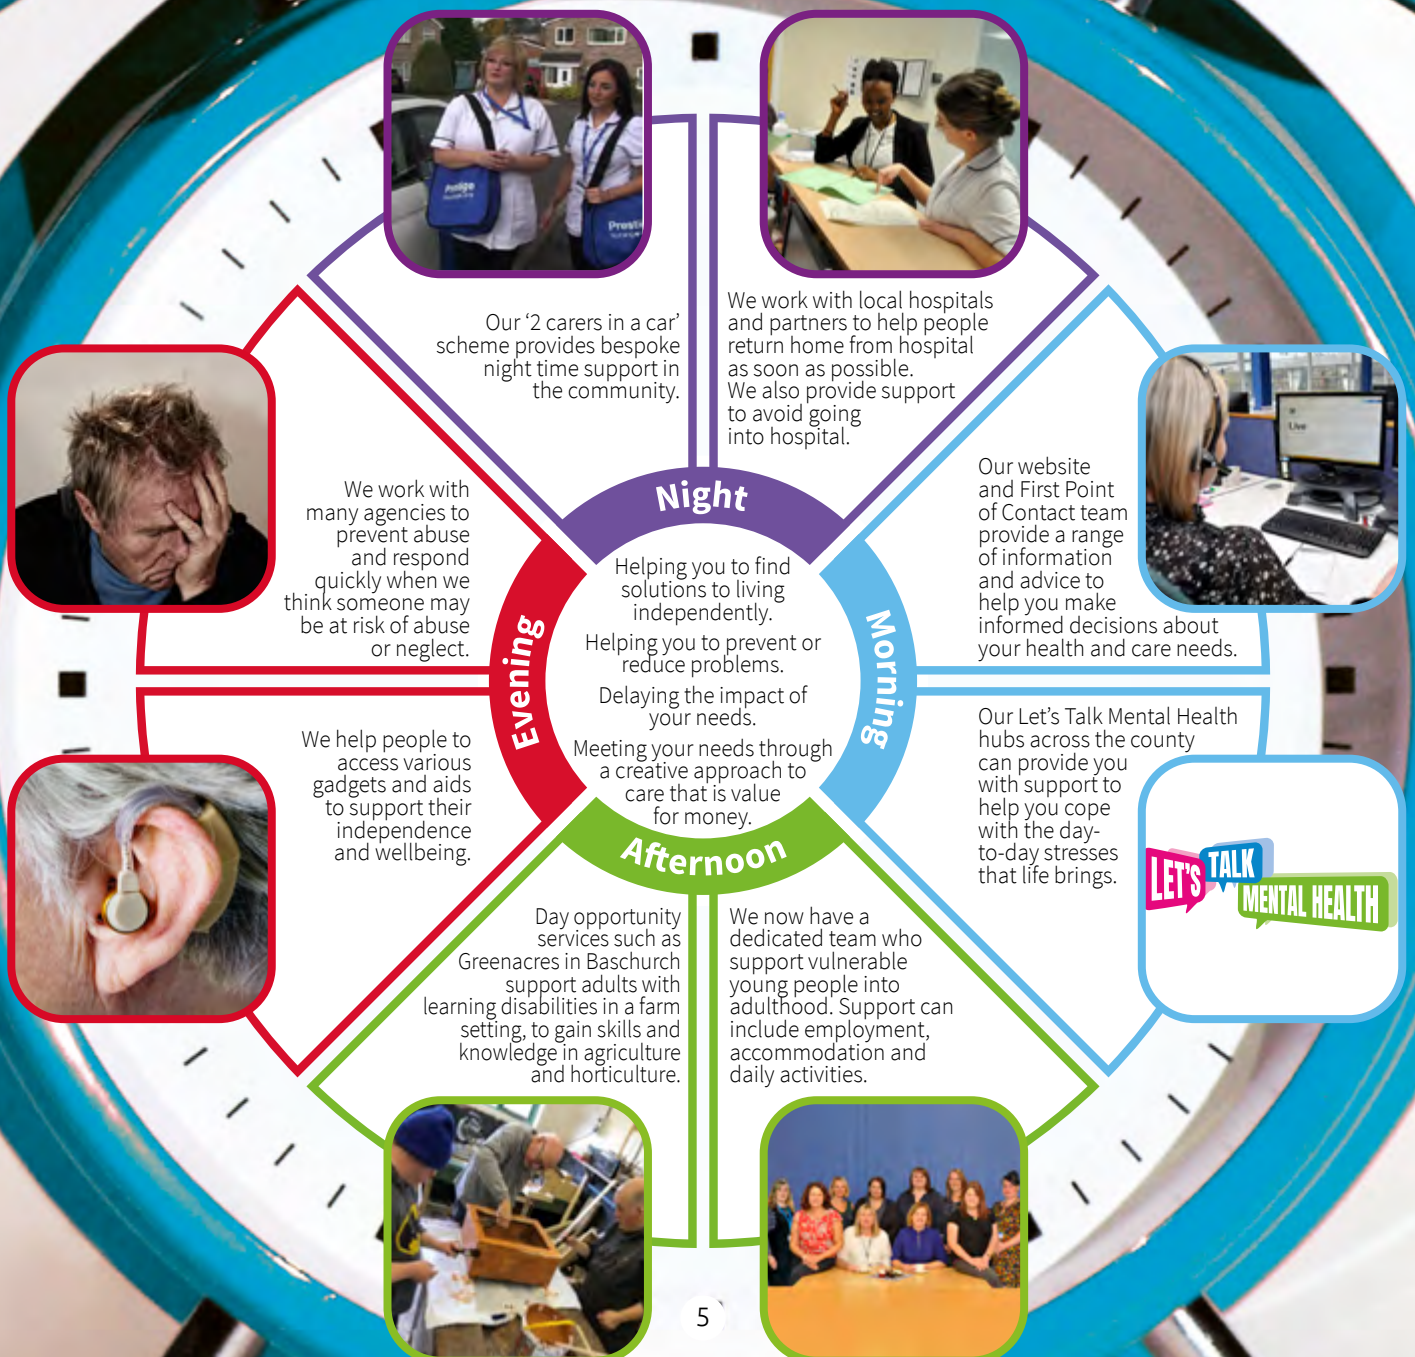 Prestige
Prestige
Live
Our ‘2 carers in a car’
scheme provides bespoke
night time support in
the community.
We work with local hospitals
and partners to help people
return home from hospital
as soon as possible.
We also provide support
to avoid going
into hospital.
Night
Our website
and First Point
of Contact team
provide a range
of information
and advice to
help you make
informed decisions about
your health and care needs.
Morning
Our Let’s Talk Mental Health
hubs across the county
can provide you
with support to
help you cope
with the day-
to-day stresses
that life brings.
LET'S
TALK
MENTAL HEALTH
We now have a
dedicated team who
support vulnerable
young people into
adulthood. Support can
include employment,
accommodation and
daily activities.
Afternoon
Day opportunity
services such as
Greenacres in Baschurch
support adults with
learning disabilities in a farm
setting, to gain skills and
knowledge in agriculture
and horticulture.
We help people to
access various
gadgets and aids
to support their
independence
and wellbeing.
Evening
We work with
many agencies to
prevent abuse
and respond
quickly when we
think someone may
be at risk of abuse
or neglect.
Helping you to find
solutions to living
independently.
Helping you to prevent or
reduce problems.
Delaying the impact of
your needs.
Meeting your needs through
a creative approach to
care that is value
for money.
5